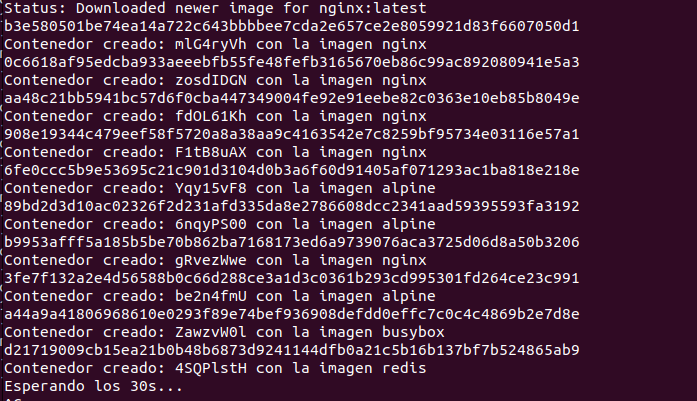 Status: Downloaded newer image for nginx:latest
b3e580501be74ea14a722c643bbbbee7cda2e657ce2e8059921d83f6607050d1
Contenedor creado: mlG4ryVh con la imagen nginx
0c6618af95edcba933aeeebfb55fe48fefb3165670eb86c99ac892080941e5a3
Contenedor creado: zosdIDGN con la imagen nginx
aa48c21bb5941bc57d6f0cba447349004fe92e91eebe82c0363e10eb85b8049e
Contenedor creado: fdOL61Kh con la imagen nginx
908e19344c479eef58f5720a8a38aa9c4163542e7c8259bf95734e03116e57a1
Contenedor creado: F1tB8uAX con la imagen nginx
6fe0ccc5b9e53695c21c901d3104d0b3a6f60d91405af071293ac1ba818e218e
Contenedor creado: Yqy15vF8 con la imagen alpine
89bd2d3d10ac02326f2d231afd335da8e2786608dcc2341aad59395593fa3192
Contenedor creado: 6nqyPS00 con la imagen alpine
b9953afff5a185b5be70b862ba7168173ed6a9739076aca3725d06d8a50b3206
Contenedor creado: gRvezWwe con la imagen nginx
3fe7f132a2e4d56588b0c66d288ce3a1d3c0361b293cd995301fd264ce23c991
Contenedor creado: be2n4fmU con la imagen alpine
a44a9a41806968610e0293f89e74bef936908defdd0effc7c0c4c4869b2e7d8e
Contenedor creado: ZawzvW0l con la imagen busybox
d21719009cb15ea21b0b48b6873d9241144dfb0a21c5b16b137bf7b524865ab9
Contenedor creado: 4SQPlstH con la imagen redis
Esperando los 30s...